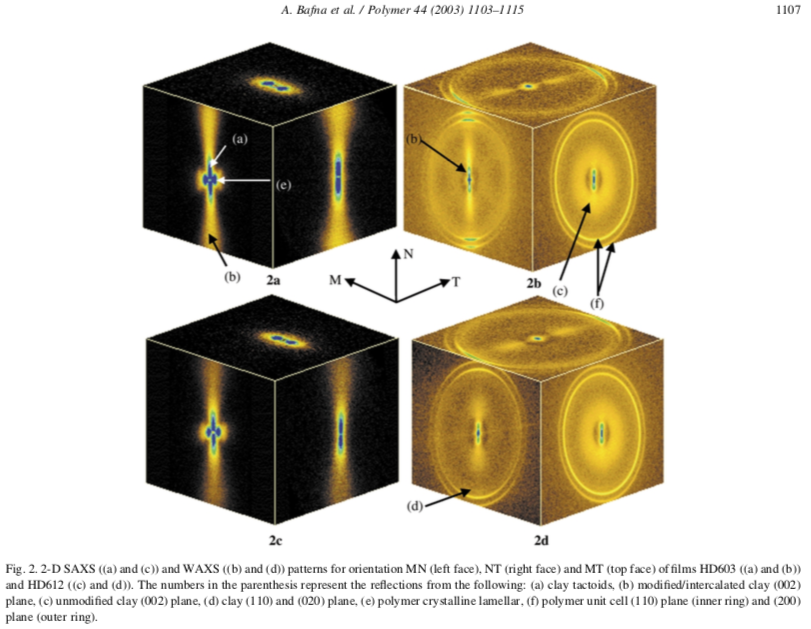 A. Bafna et al. / Polymer 44 (2003) 1103–1115
1107
(a)
(e)
(b)
2a
(b)
2b
(c)
(f)
N
M
T
2c
(d)
2d
Fig. 2. 2-D SAXS ((a) and (c)) and WAXS ((b) and (d)) patterns for orientation MN (left face), NT (right face) and MT (top face) of films HD603 ((a) and (b))
and HD612 ((c) and (d)). The numbers in the parenthesis represent the reflections from the following: (a) clay tactoids, (b) modified/intercalated clay (002)
plane, (c) unmodified clay (002) plane, (d) clay (110) and (020) plane, (e) polymer crystalline lamellar, (f) polymer unit cell (110) plane (inner ring) and (200)
plane (outer ring).